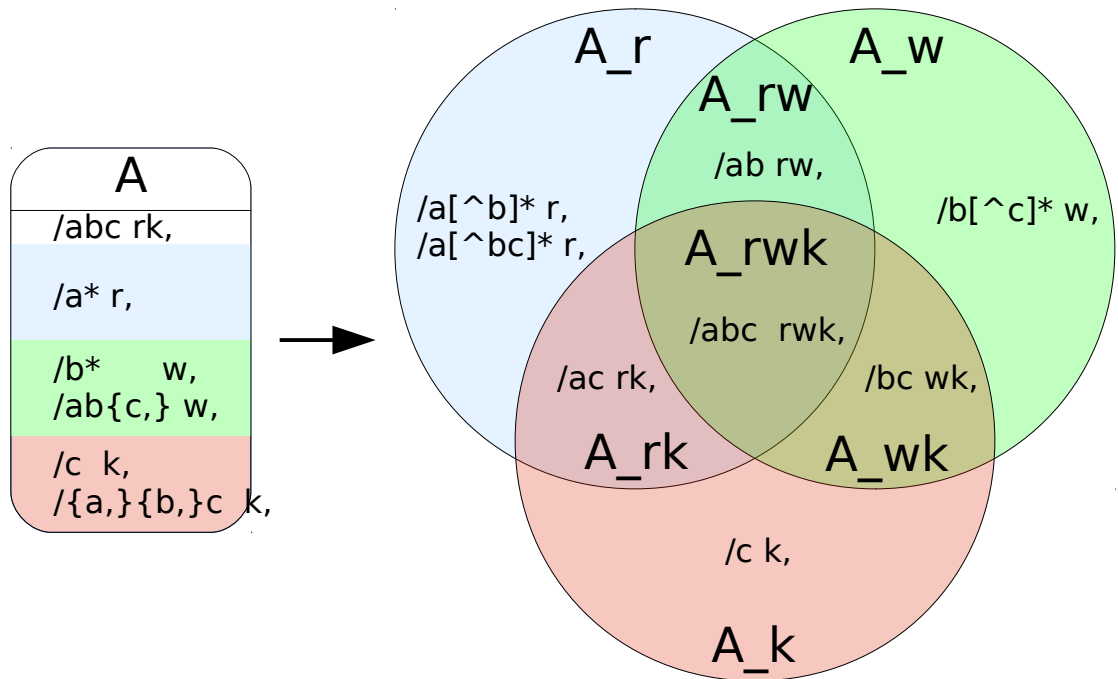 A
/abc rk,
/a* r,
/b*      w,
/ab{c,} w,
/c  k,
/{a,}{b,}c  k,
A_r
A_w
A_rw
/ab rw,
/a[^b]* r,
/a[^bc]* r,
/b[^c]* w,
A_rwk
/abc  rwk,
/ac rk,
/bc wk,
A_rk
A_wk
/c k,
A_k